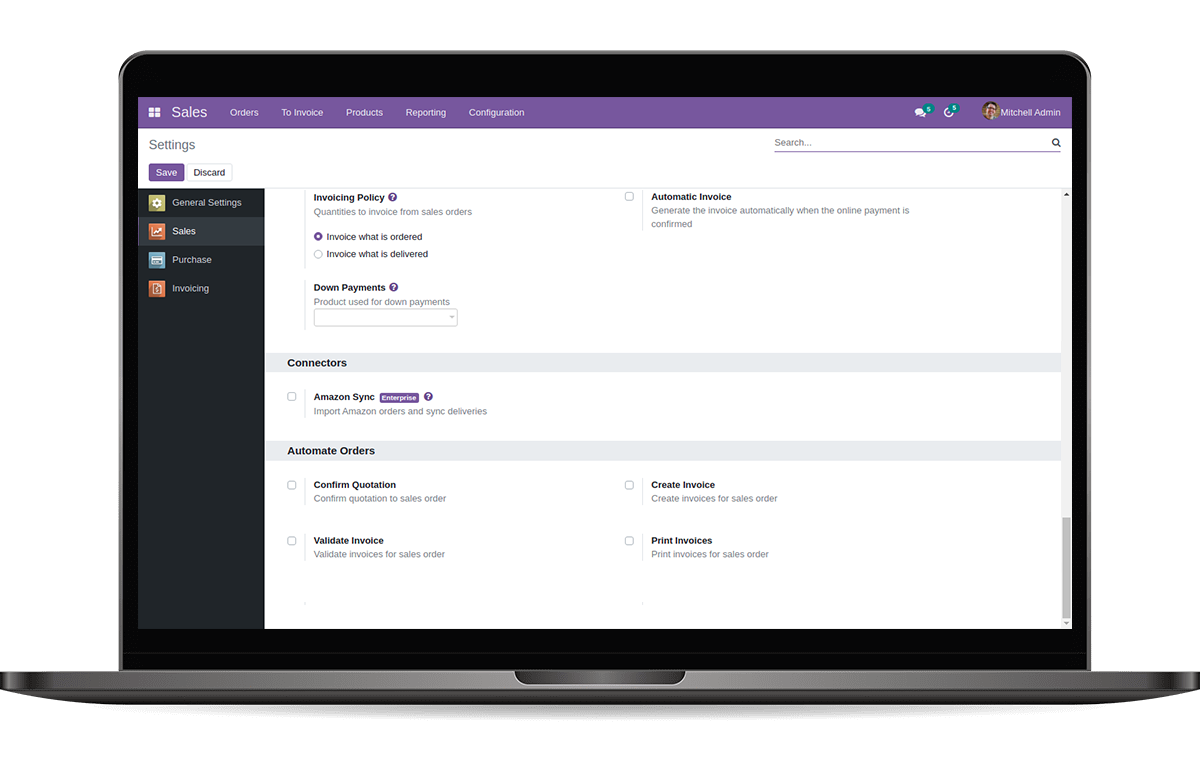 Sales Orders To Invoice Products Reporting Configuration 5 5 Mitchell Admin
Settings
Search...
Save Discard
General Settings
Sales
Purchase
Invoicing
Invoicing Policy ?
Quantities to invoice from sales orders
Invoice what is ordered
Invoice what is delivered
Automatic Invoice
Generate the invoice automatically when the online payment is
confirmed
Down Payments ?
Product used for down payments
Connectors
Amazon Sync Enterprise ?
Import Amazon orders and sync deliveries
Automate Orders
Confirm Quotation
Confirm quotation to sales order
Create Invoice
Create invoices for sales order
Validate Invoice
Validate invoices for sales order
Print Invoices
Print invoices for sales order